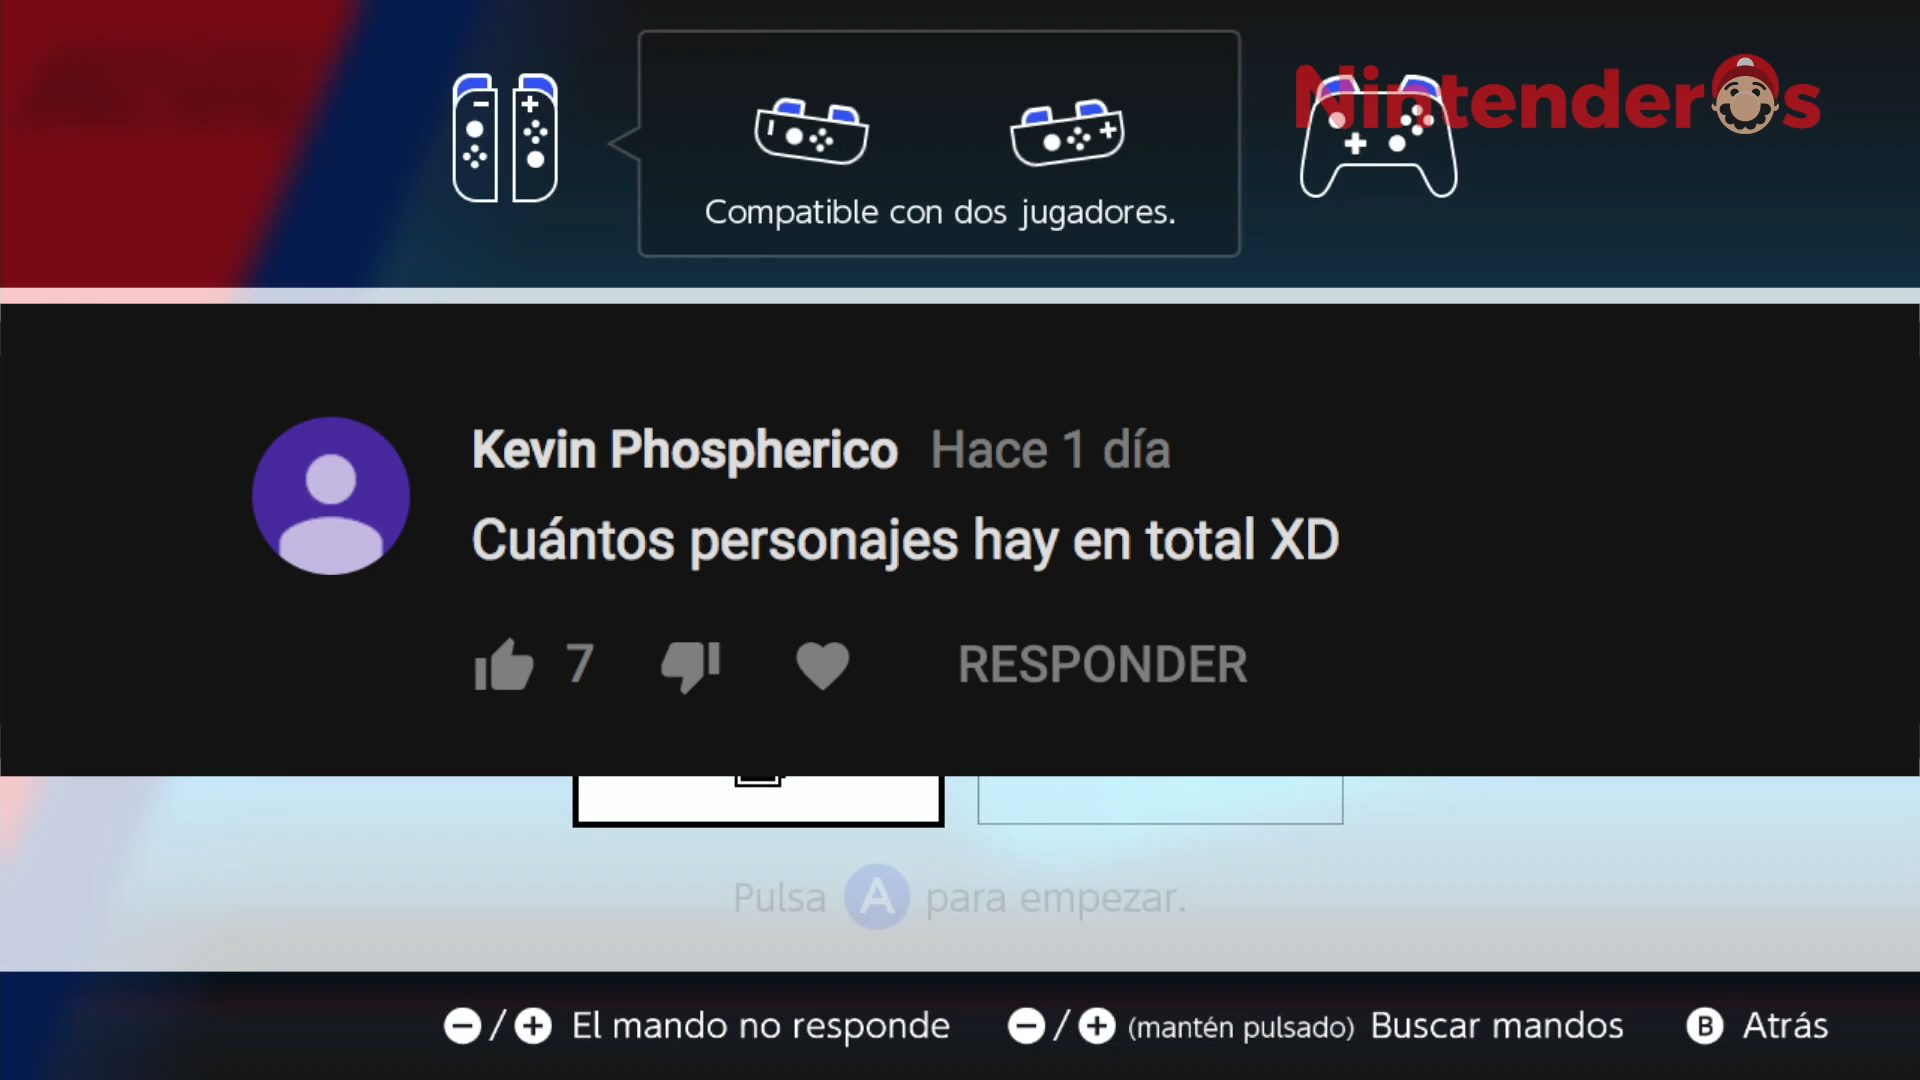 Nintenderos
Compatible con dos jugadores.
Kevin Phospherico Hace 1 día
Cuántos personajes hay en total XD
7 RESPONDER
Pulsa A para empezar.
-/+ El mando no responde -/+ (mantén pulsado) Buscar mandos B Atrás